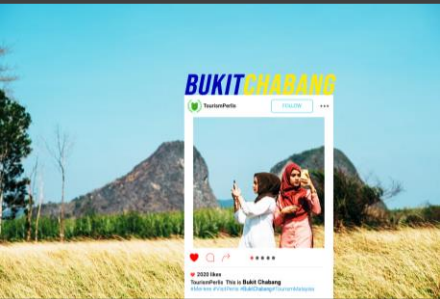 BUKITCHABANG
TourismPerlis FOLLOW
2020 likes
TourismPerlis This is Bukit Chabang